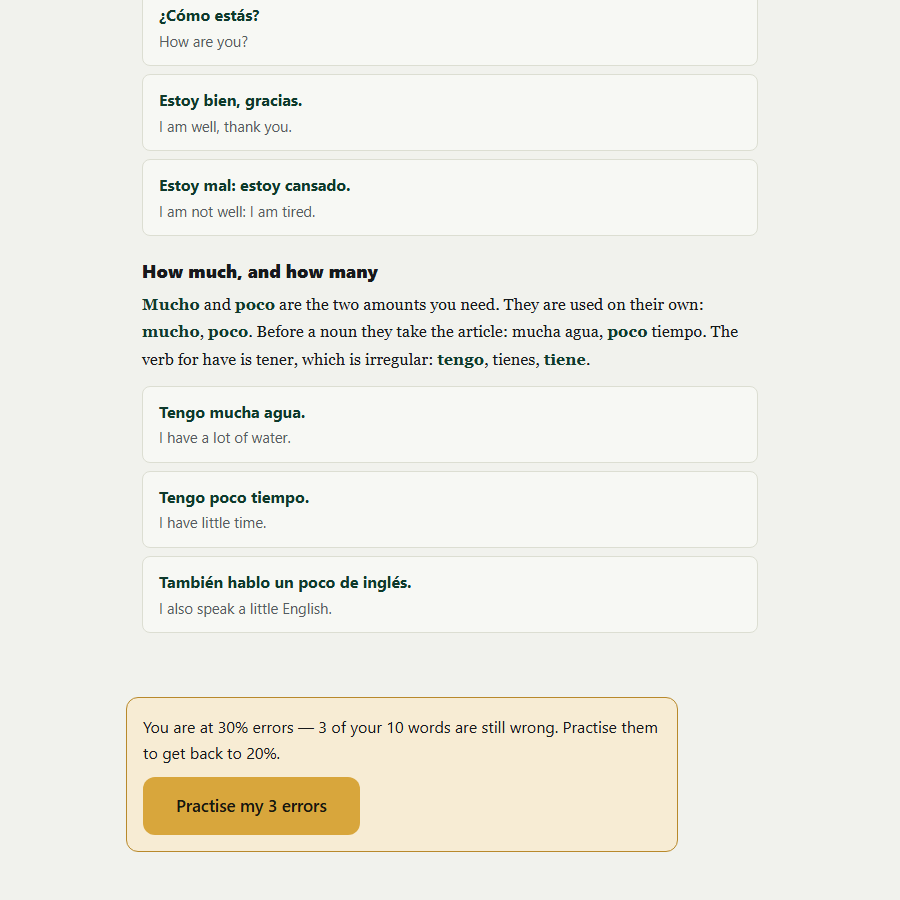 ¿Cómo estás?
How are you?
Estoy bien, gracias.
I am well, thank you.
Estoy mal: estoy cansado.
I am not well: I am tired.
How much, and how many
Mucho and poco are the two amounts you need. They are used on their own:
mucho, poco. Before a noun they take the article: mucha agua, poco tiempo. The
verb for have is tener, which is irregular: tengo, tienes, tiene.
Tengo mucha agua.
I have a lot of water.
Tengo poco tiempo.
I have little time.
También hablo un poco de inglés.
I also speak a little English.
You are at 30% errors — 3 of your 10 words are still wrong. Practise them
to get back to 20%.
Practise my 3 errors